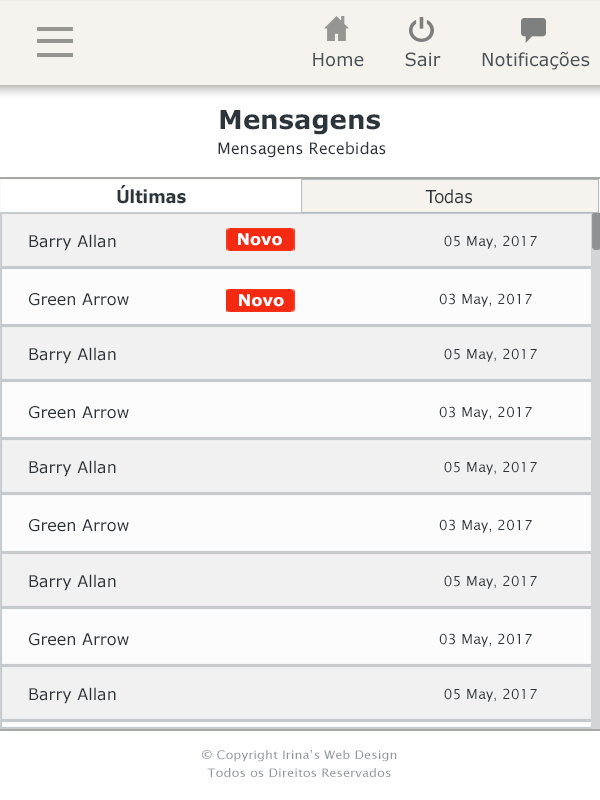 Home Sair Notificações
Mensagens
Mensagens Recebidas
Últimas Todas
Barry Allan Novo 05 May, 2017
Green Arrow Novo 03 May, 2017
Barry Allan 05 May, 2017
Green Arrow 03 May, 2017
Barry Allan 05 May, 2017
Green Arrow 03 May, 2017
Barry Allan 05 May, 2017
Green Arrow 03 May, 2017
Barry Allan 05 May, 2017
© Copyright Irina's Web Design
Todos os Direitos Reservados